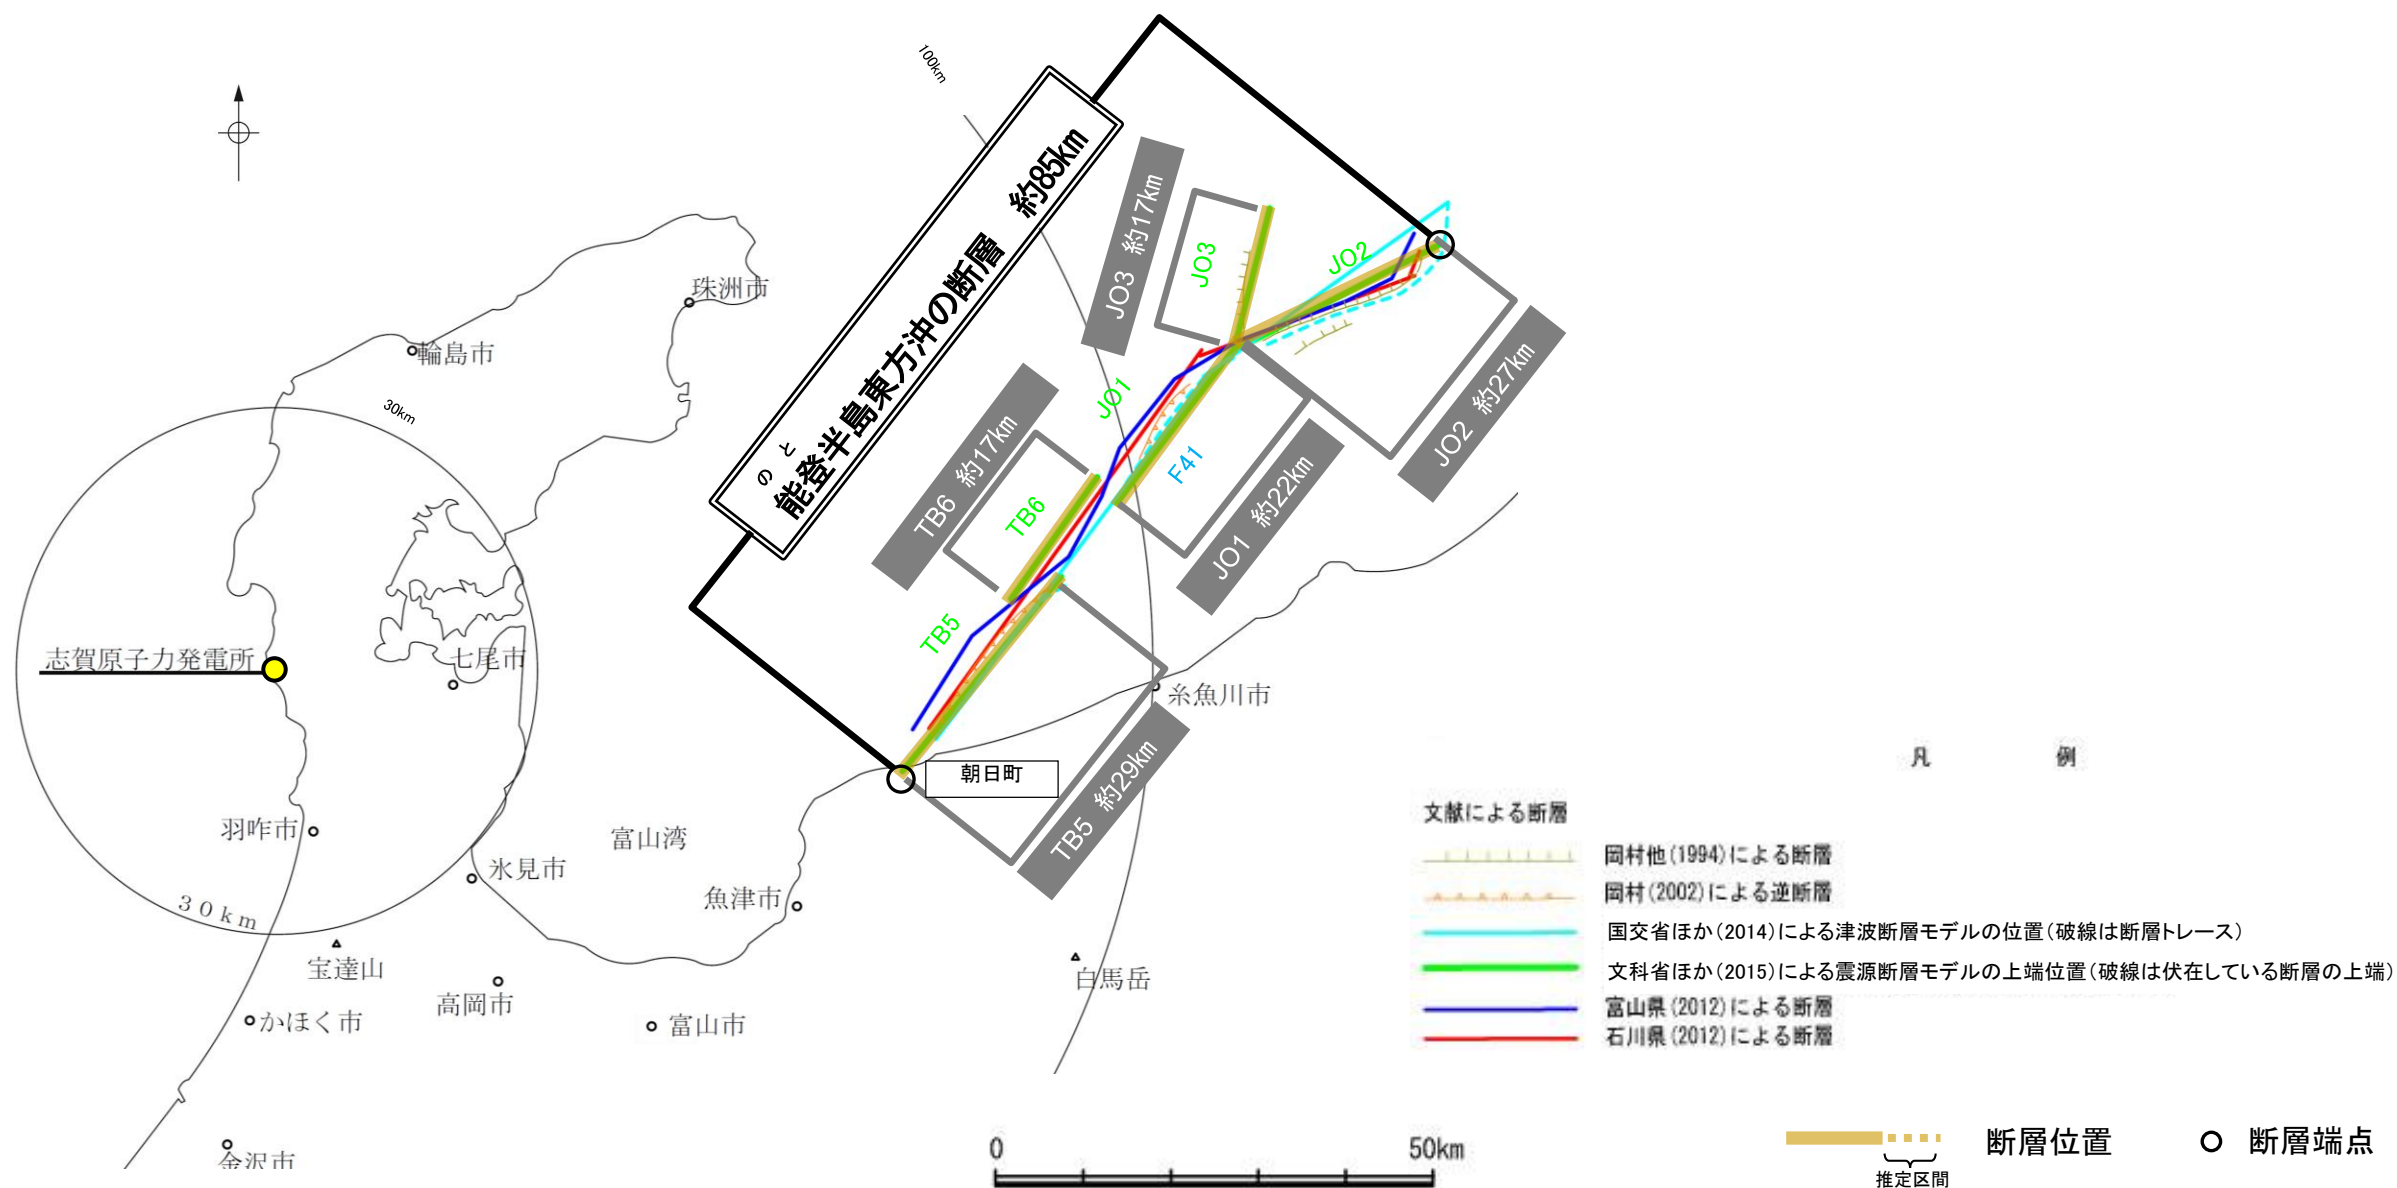 100km
能登半島東方沖の断層 約85km
のと
JO3 約17km
JO3
JO2
珠洲市
輪島市
30km
JO1
TB6 約17km
JO2 約27km
F41
TB6
JO1 約22km
TB5
志賀原子力発電所
七尾市
糸魚川市
TB5 約29km
朝日町
羽咋市
富山湾
氷見市
魚津市
30km
宝達山
高岡市
白馬岳
かほく市
富山市
金沢市
凡 例
文献による断層
岡村他(1994)による断層
岡村(2002)による逆断層
国交省ほか(2014)による津波断層モデルの位置(破線は断層トレース)
文科省ほか(2015)による震源断層モデルの上端位置(破線は伏在している断層の上端)
富山県(2012)による断層
石川県(2012)による断層
0 50km
断層位置
推定区間
断層端点